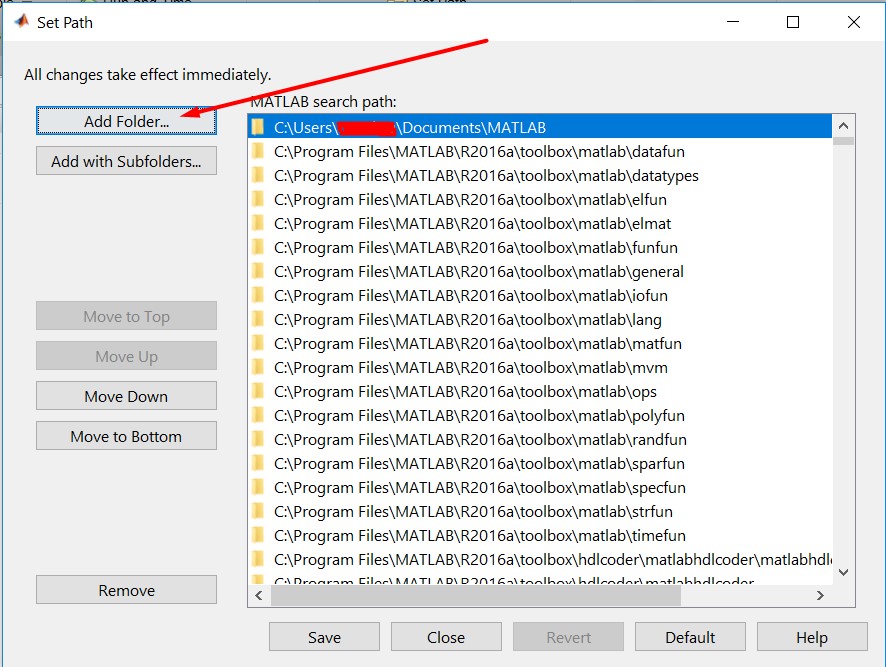 Set Path
All changes take effect immediately.
Add Folder...
Add with Subfolders...
Move to Top
Move Up
Move Down
Move to Bottom
Remove
MATLAB search path:
C:\Users\ \Documents\MATLAB
C:\Program Files\MATLAB\R2016a\toolbox\matlab\datafun
C:\Program Files\MATLAB\R2016a\toolbox\matlab\datatypes
C:\Program Files\MATLAB\R2016a\toolbox\matlab\elfun
C:\Program Files\MATLAB\R2016a\toolbox\matlab\elmat
C:\Program Files\MATLAB\R2016a\toolbox\matlab\funfun
C:\Program Files\MATLAB\R2016a\toolbox\matlab\general
C:\Program Files\MATLAB\R2016a\toolbox\matlab\iofun
C:\Program Files\MATLAB\R2016a\toolbox\matlab\lang
C:\Program Files\MATLAB\R2016a\toolbox\matlab\matfun
C:\Program Files\MATLAB\R2016a\toolbox\matlab\mvm
C:\Program Files\MATLAB\R2016a\toolbox\matlab\ops
C:\Program Files\MATLAB\R2016a\toolbox\matlab\polyfun
C:\Program Files\MATLAB\R2016a\toolbox\matlab\randfun
C:\Program Files\MATLAB\R2016a\toolbox\matlab\sparfun
C:\Program Files\MATLAB\R2016a\toolbox\matlab\specfun
C:\Program Files\MATLAB\R2016a\toolbox\matlab\strfun
C:\Program Files\MATLAB\R2016a\toolbox\matlab\timefun
C:\Program Files\MATLAB\R2016a\toolbox\hdlcoder\matlabhdlcoder\matlabhdlc
C:\Program Files\MATLAB\R2016a\toolbox\hdlcoder\matlabhdlcoder
Save
Close
Revert
Default
Help